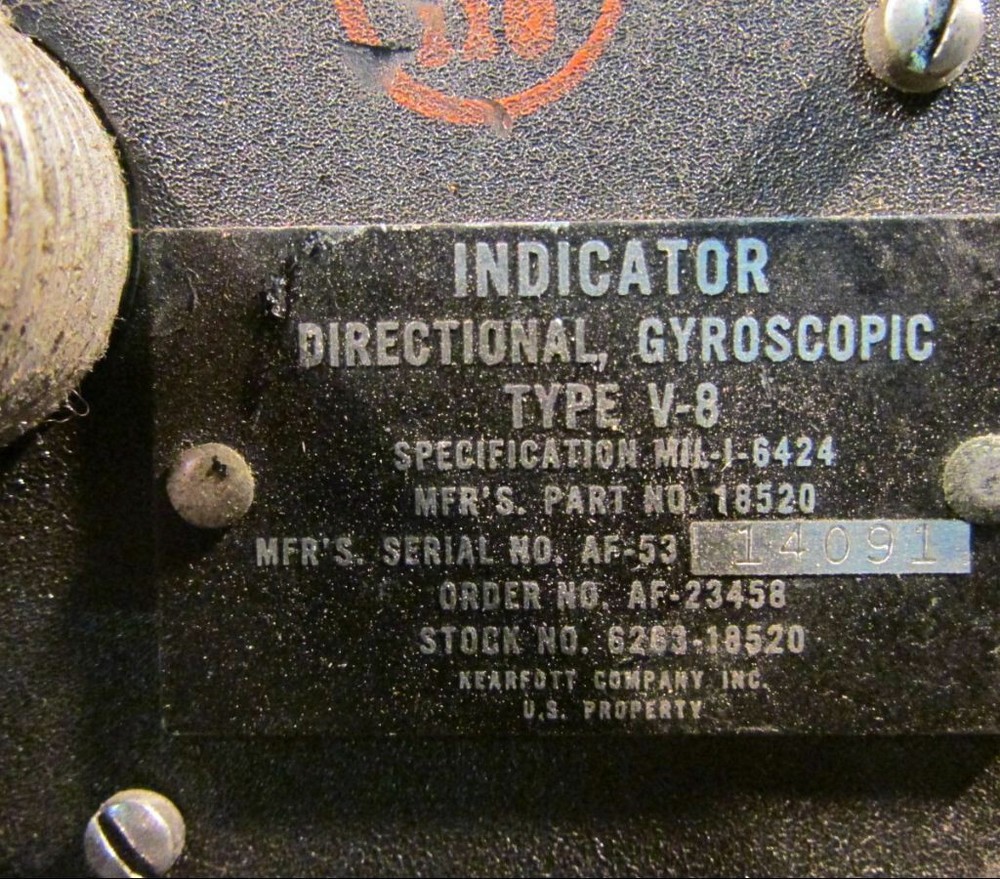 INDICATOR
DIRECTIONAL, GYROSCOPIC
TYPE V-8
SPECIFICATION MIL-I-6424
MFR'S. PART NO. 18520
MFR'S. SERIAL NO. AF-53 14091
ORDER NO. AF-23458
STOCK NO. 6263-18520
KEARFOTT COMPANY INC.
U.S. PROPERTY